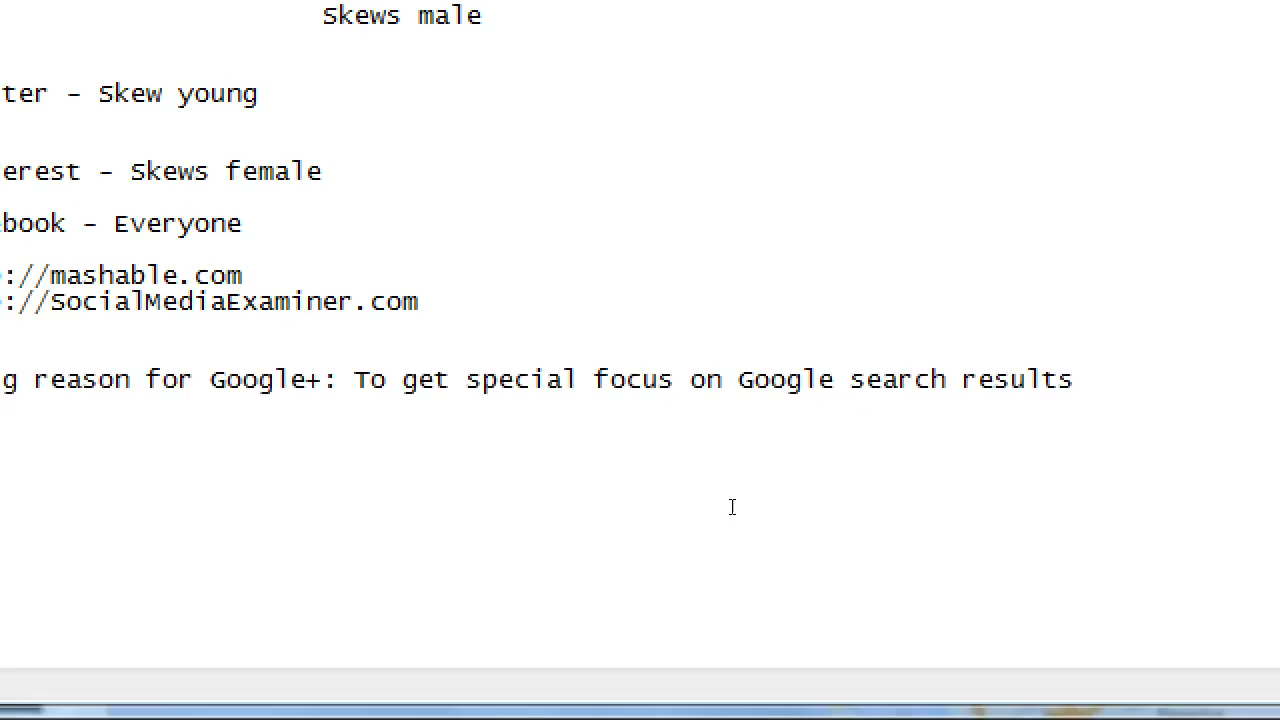 Skews male
ter – Skew young
erest – Skews female
book – Everyone
://mashable.com
://SocialMediaExaminer.com
g reason for Google+: To get special focus on Google search results